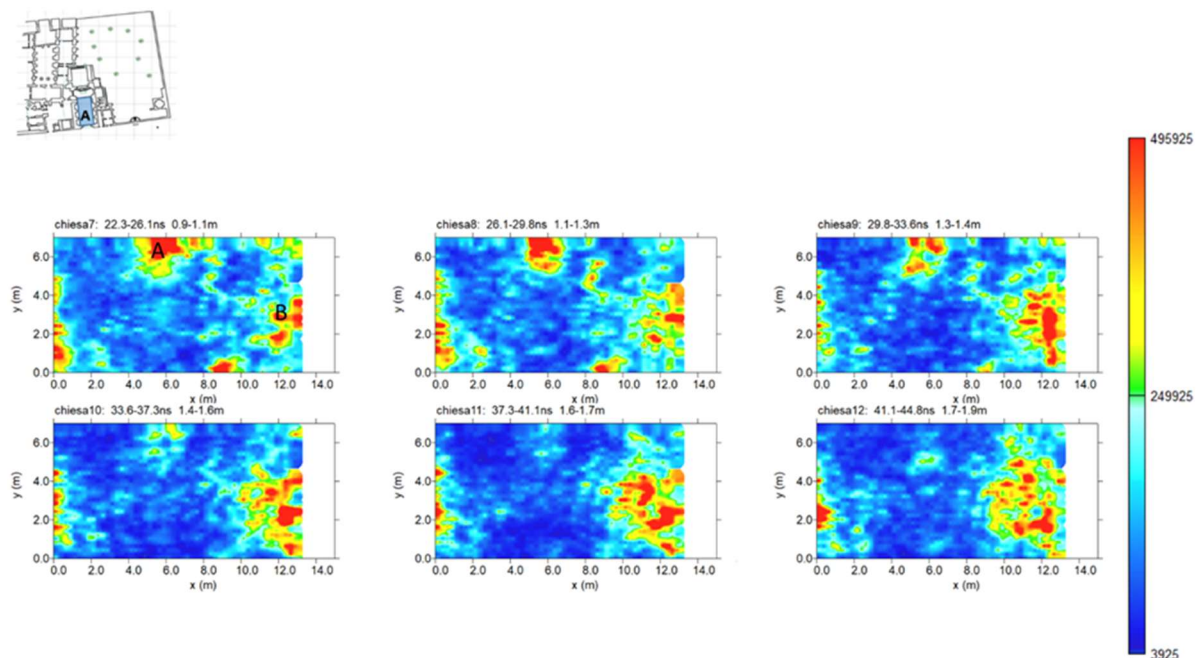 A
495925
249925
3925
chiesa7: 22.3-26.1ns 0.9-1.1m
A
B
6.0
4.0
2.0
0.0
y (m)
0.0 2.0 4.0 6.0 8.0 10.0 12.0 14.0
x (m)
chiesa8: 26.1-29.8ns 1.1-1.3m
6.0
4.0
2.0
0.0
y (m)
0.0 2.0 4.0 6.0 8.0 10.0 12.0 14.0
x (m)
chiesa9: 29.8-33.6ns 1.3-1.4m
6.0
4.0
2.0
0.0
y (m)
0.0 2.0 4.0 6.0 8.0 10.0 12.0 14.0
x (m)
chiesa10: 33.6-37.3ns 1.4-1.6m
6.0
4.0
2.0
0.0
y (m)
0.0 2.0 4.0 6.0 8.0 10.0 12.0 14.0
x (m)
chiesa11: 37.3-41.1ns 1.6-1.7m
6.0
4.0
2.0
0.0
y (m)
0.0 2.0 4.0 6.0 8.0 10.0 12.0 14.0
x (m)
chiesa12: 41.1-44.8ns 1.7-1.9m
6.0
4.0
2.0
0.0
y (m)
0.0 2.0 4.0 6.0 8.0 10.0 12.0 14.0
x (m)